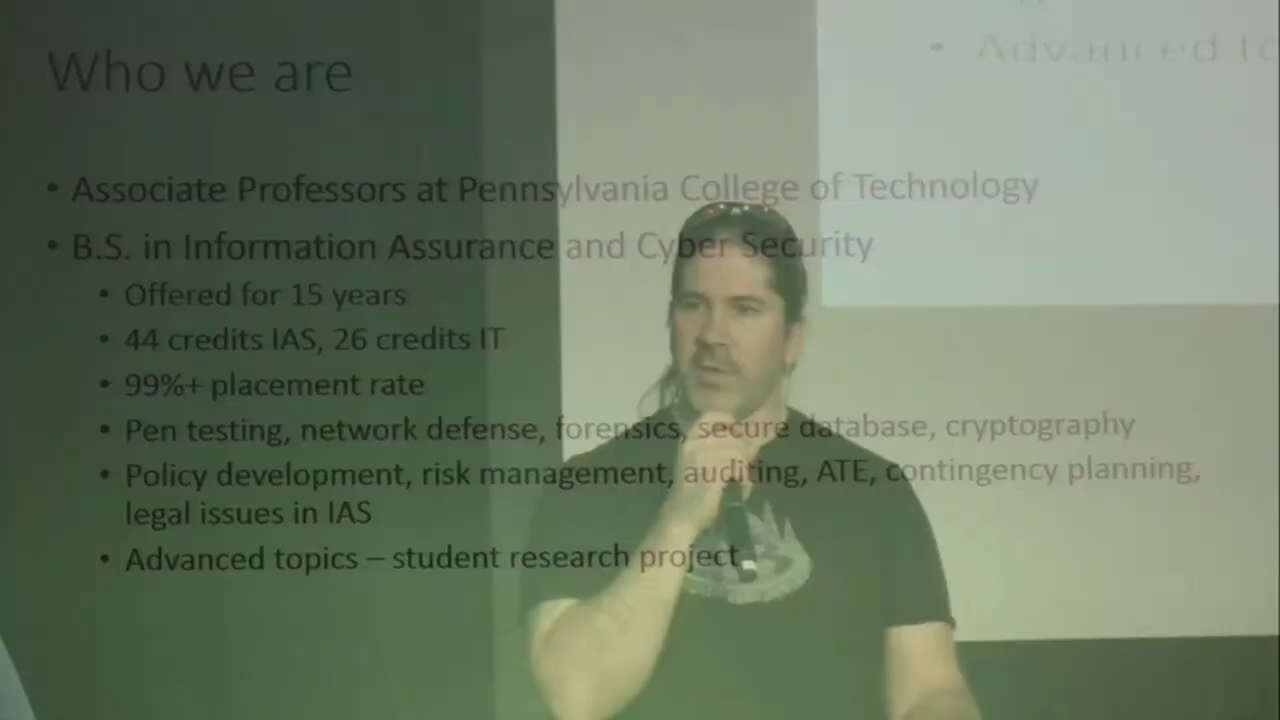 Who we are
• Associate Professors at Pennsylvania College of Technology
• B.S. in Information Assurance and Cyber Security
• Offered for 15 years
• 44 credits IAS, 26 credits IT
• 99%+ placement rate
• Pen testing, network defense, forensics, secure database, cryptography
• Policy development, risk management, auditing, ATE, contingency planning,
legal issues in IAS
• Advanced topics – student research project
• Advanced